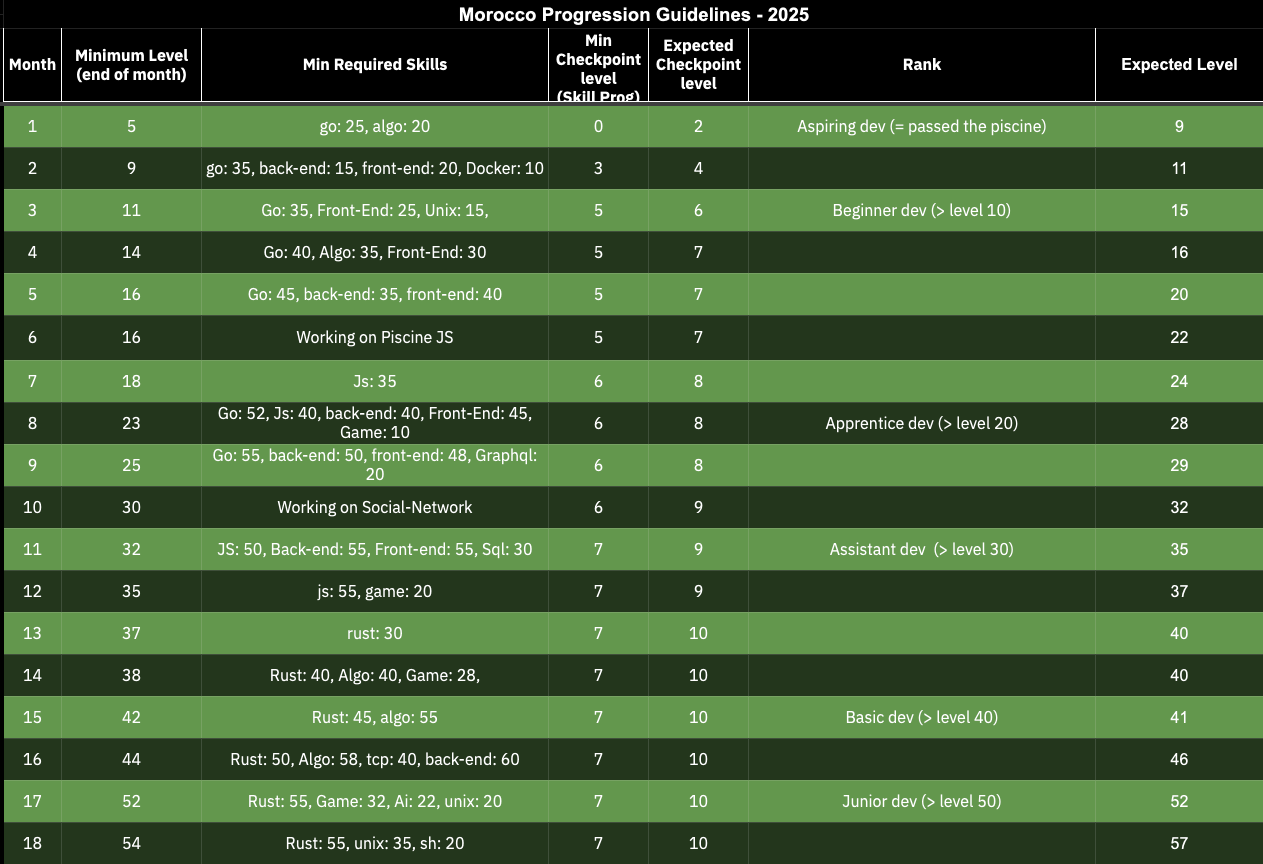 Morocco Progression Guidelines - 2025
Month
Minimum Level
(end of month)
Min Required Skills
Min
Checkpoint
level
(Skill Prog)
Expected
Checkpoint
level
Rank
Expected Level
1 5 go: 25, algo: 20 0 2 Aspiring dev (= passed the piscine) 9
2 9 go: 35, back-end: 15, front-end: 20, Docker: 10 3 4 11
3 11 Go: 35, Front-End: 25, Unix: 15, 5 6 Beginner dev (> level 10) 15
4 14 Go: 40, Algo: 35, Front-End: 30 5 7 16
5 16 Go: 45, back-end: 35, front-end: 40 5 7 20
6 16 Working on Piscine JS 5 7 22
7 18 Js: 35 6 8 24
8 23 Go: 52, Js: 40, back-end: 40, Front-End: 45,
Game: 10 6 8 Apprentice dev (> level 20) 28
9 25 Go: 55, back-end: 50, front-end: 48, Graphql:
20 6 8 29
10 30 Working on Social-Network 6 9 32
11 32 JS: 50, Back-end: 55, Front-end: 55, Sql: 30 7 9 Assistant dev (> level 30) 35
12 35 js: 55, game: 20 7 9 37
13 37 rust: 30 7 10 40
14 38 Rust: 40, Algo: 40, Game: 28, 7 10 40
15 42 Rust: 45, algo: 55 7 10 Basic dev (> level 40) 41
16 44 Rust: 50, Algo: 58, tcp: 40, back-end: 60 7 10 46
17 52 Rust: 55, Game: 32, Ai: 22, unix: 20 7 10 Junior dev (> level 50) 52
18 54 Rust: 55, unix: 35, sh: 20 7 10 57